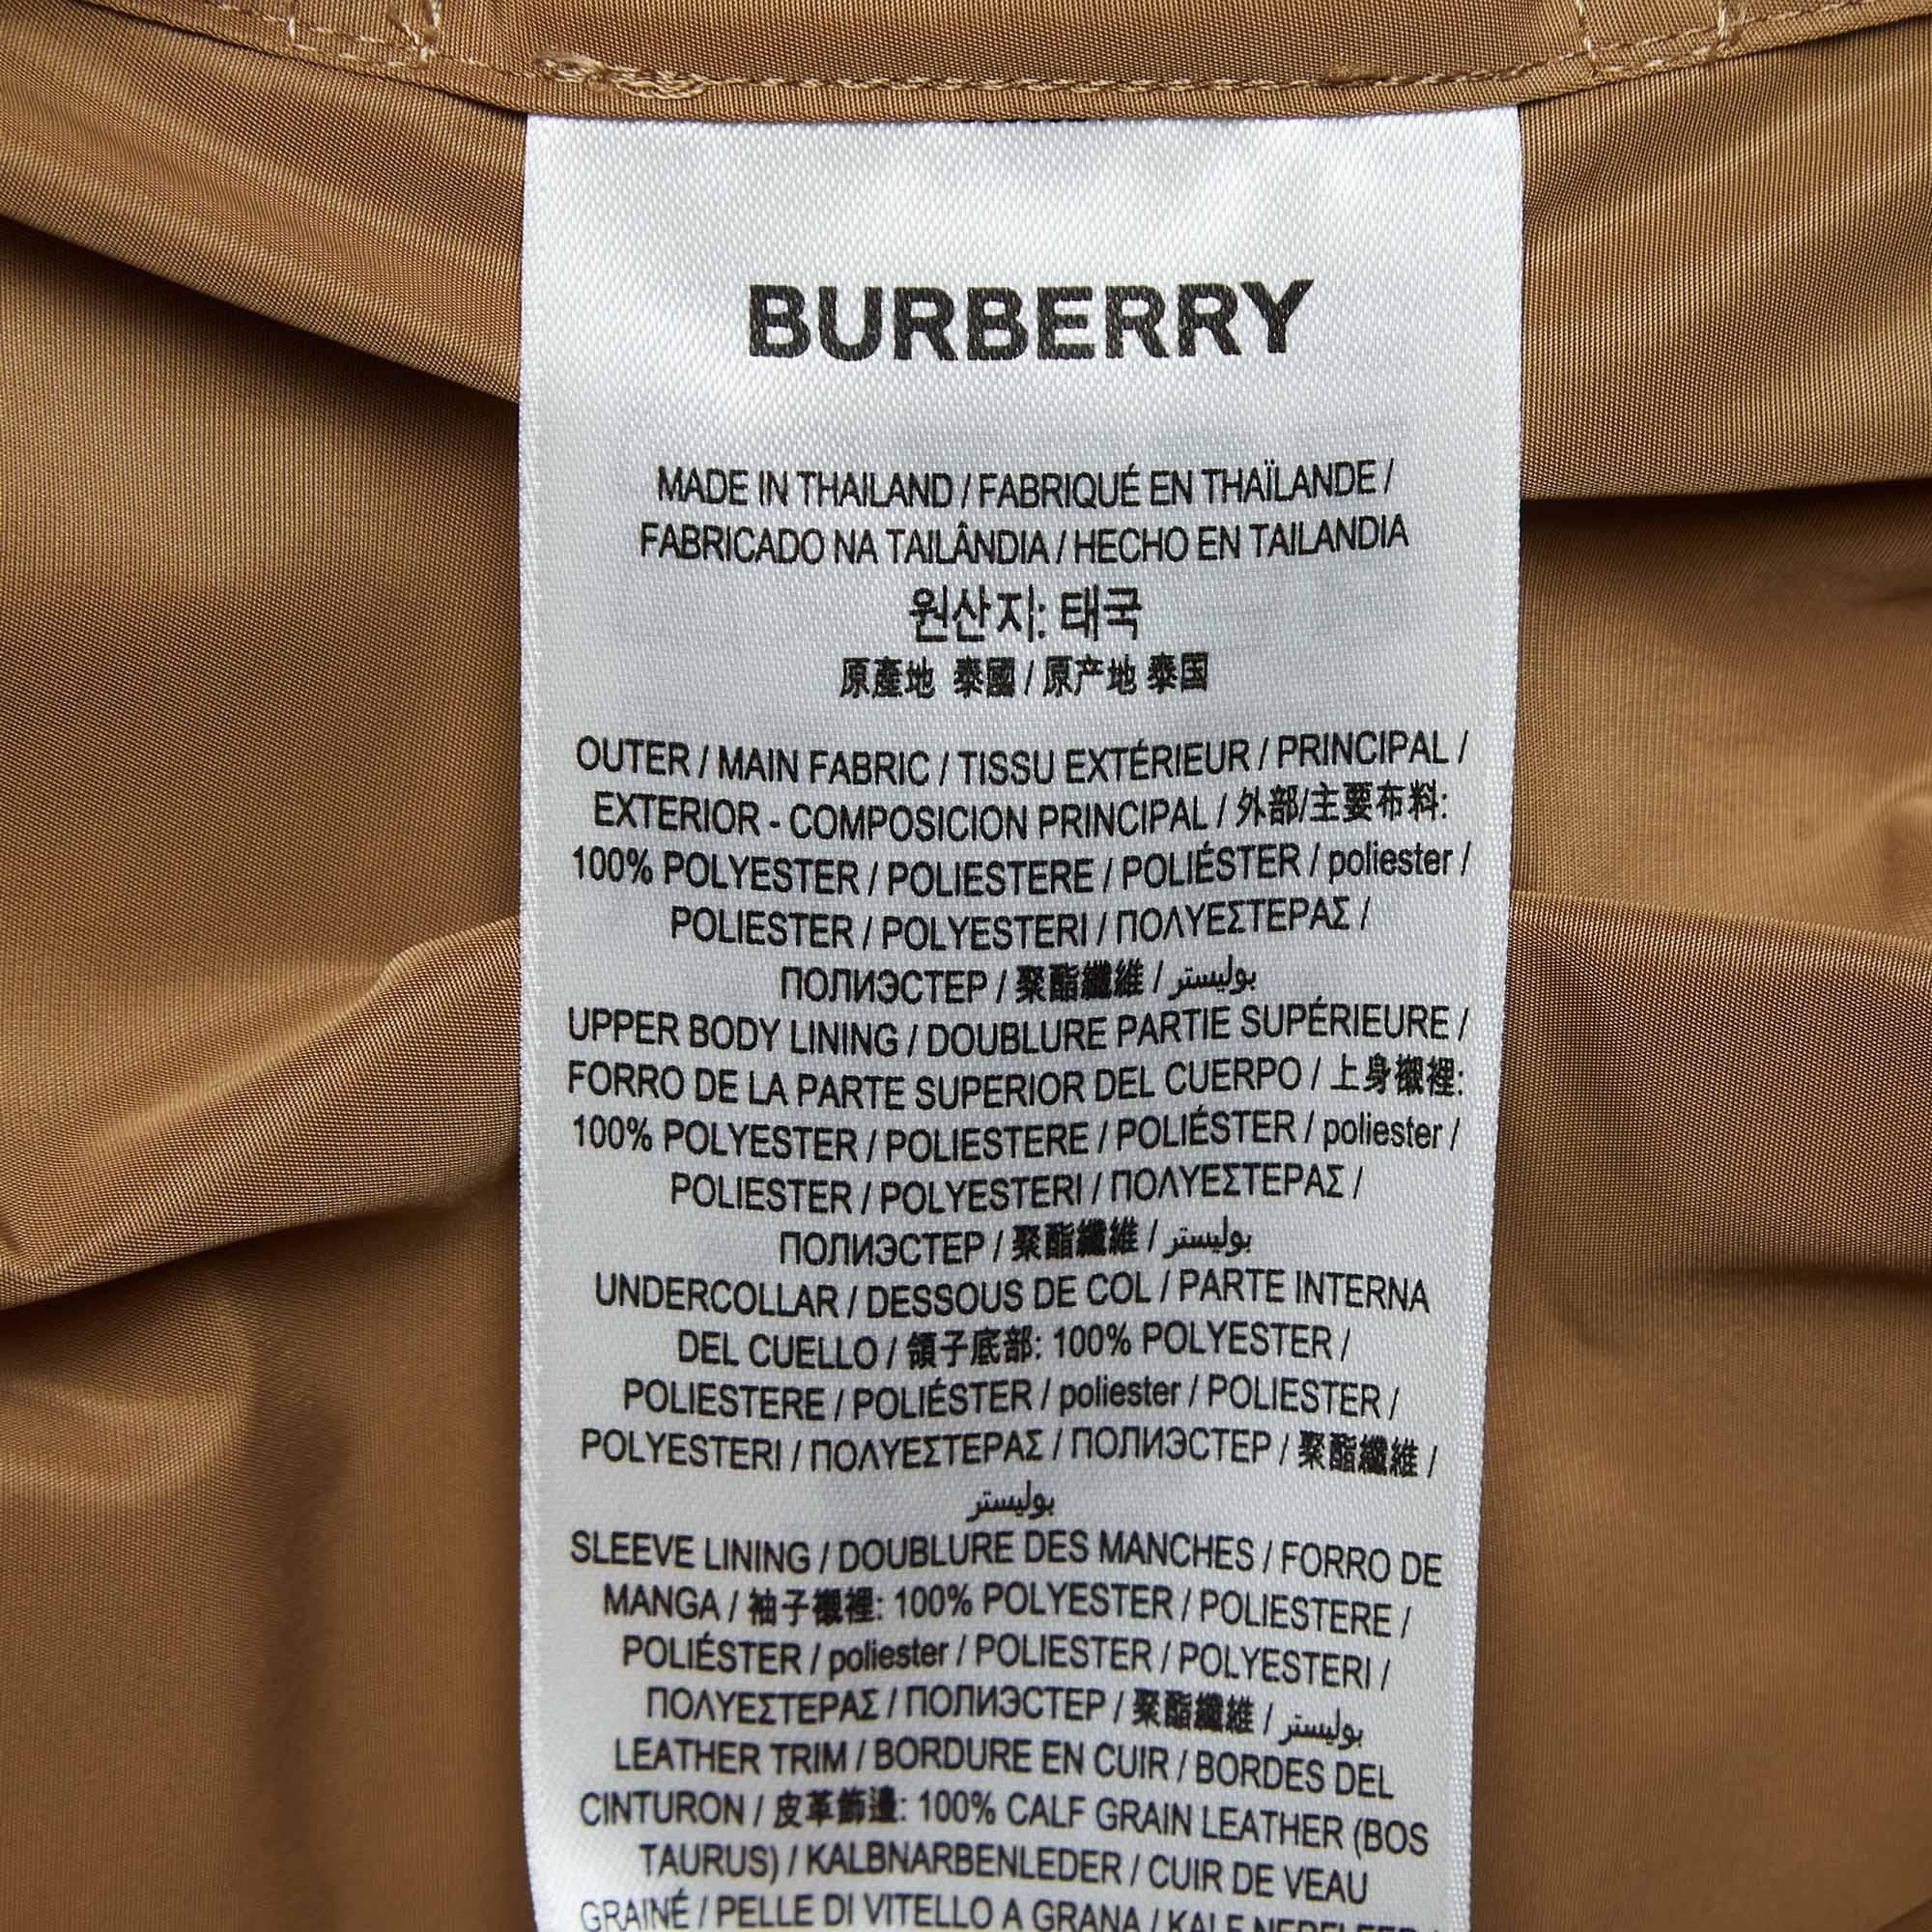 BURBERRY
MADE IN THAILAND / FABRIQUÉ EN THAÏLANDE /
FABRICADO NA TAILÂNDIA / HECHO EN TAILANDIA
원산지: 태국
原產地 泰國 / 原产地 泰国
OUTER / MAIN FABRIC / TISSU EXTÉRIEUR / PRINCIPAL /
EXTERIOR - COMPOSICION PRINCIPAL / 外部/主要布料:
100% POLYESTER / POLIESTERE / POLIÉSTER / poliester /
POLIESTER / POLYESTERI / ΠΟΛΥΕΣΤΕΡΑΣ /
ПОЛИЭСТЕР / 聚酯纖維 / بوليستر
UPPER BODY LINING / DOUBLURE PARTIE SUPÉRIEURE /
FORRO DE LA PARTE SUPERIOR DEL CUERPO / 上身襯裡:
100% POLYESTER / POLIESTERE / POLIÉSTER / poliester /
POLIESTER / POLYESTERI / ΠΟΛΥΕΣΤΕΡΑΣ /
ПОЛИЭСТЕР / 聚酯纖維 / بوليستر
UNDERCOLLAR / DESSOUS DE COL / PARTE INTERNA
DEL CUELLO / 領子底部: 100% POLYESTER /
POLIESTERE / POLIÉSTER / poliester / POLIESTER /
POLYESTERI / ΠΟΛΥΕΣΤΕΡΑΣ / ПОЛИЭСТЕР / 聚酯纖維 /
بوليستر
SLEEVE LINING / DOUBLURE DES MANCHES / FORRO DE
MANGA / 袖子襯裡: 100% POLYESTER / POLIESTERE /
POLIÉSTER / poliester / POLIESTER / POLYESTERI /
ΠΟΛΥΕΣΤΕΡΑΣ / ПОЛИЭСТЕР / 聚酯纖維 / بوليستر
LEATHER TRIM / BORDURE EN CUIR / BORDES DEL
CINTURON / 皮革飾邊: 100% CALF GRAIN LEATHER (BOS
TAURUS) / KALBNARBENLEDER / CUIR DE VEAU
GRAINÉ / PELLE DI VITELLO A GRANA /